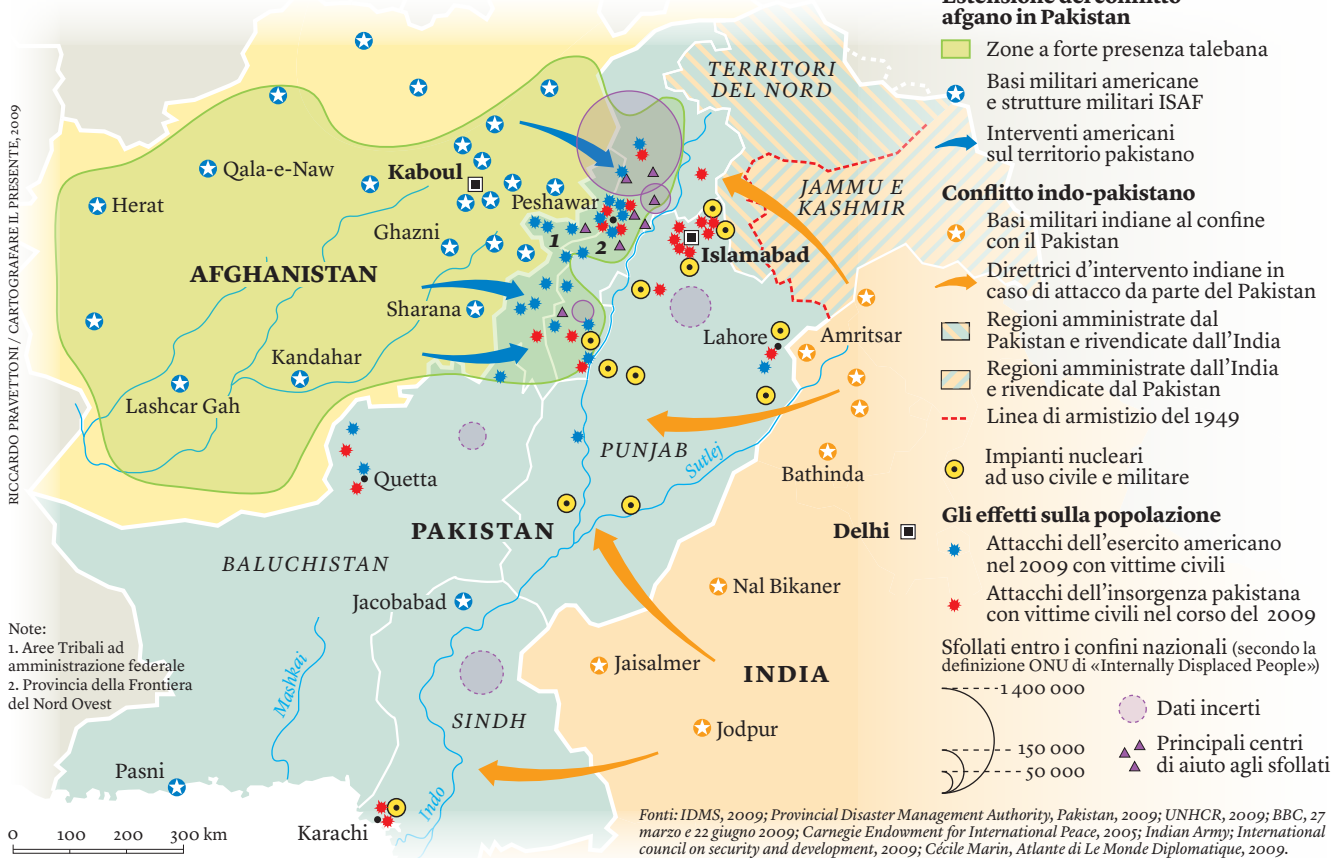 Estensione del conflitto
afgano in Pakistan
Zone a forte presenza talebana
Basi militari americane
e strutture militari ISAF
Interventi americani
sul territorio pakistano
Conflitto indo-pakistano
Basi militari indiane al confine
con il Pakistan
Direttrici d'intervento indiane in
caso di attacco da parte del Pakistan
Regioni amministrate dal
Pakistan e rivendicate dall'India
Regioni amministrate dall'India
e rivendicate dal Pakistan
Linea di armistizio del 1949
Impianti nucleari
ad uso civile e militare
Gli effetti sulla popolazione
Attacchi dell'esercito americano
nel 2009 con vittime civili
Attacchi dell'insorgenza pakistana
con vittime civili nel corso del 2009
Sfollati entro i confini nazionali (secondo la
definizione ONU di «Internally Displaced People»)
1 400 000
150 000
50 000
Dati incerti
Principali centri
di aiuto agli sfollati
TERRITORI
DEL NORD
JAMMU E
KASHMIR
Qala-e-Naw
Kaboul
Herat
Peshawar
Ghazni
1
2
Islamabad
AFGHANISTAN
Sharana
Lahore
Amritsar
Kandahar
Lashcar Gah
PUNJAB
Sutlej
Bathinda
Quetta
PAKISTAN
Delhi
BALUCHISTAN
Nal Bikaner
Jacobabad
Jaisalmer
INDIA
Mashkai
SINDH
Jodpur
Pasni
Indo
Karachi
Note:
1. Aree Tribali ad
amministrazione federale
2. Provincia della Frontiera
del Nord Ovest
0 100 200 300 km
RICCARDO PRAVETTONI / CARTOGRAFARE IL PRESENTE, 2009
Fonti: IDMS, 2009; Provincial Disaster Management Authority, Pakistan, 2009; UNHCR, 2009; BBC, 27
marzo e 22 giugno 2009; Carnegie Endowment for International Peace, 2005; Indian Army; International
council on security and development, 2009; Cécile Marin, Atlante di Le Monde Diplomatique, 2009.